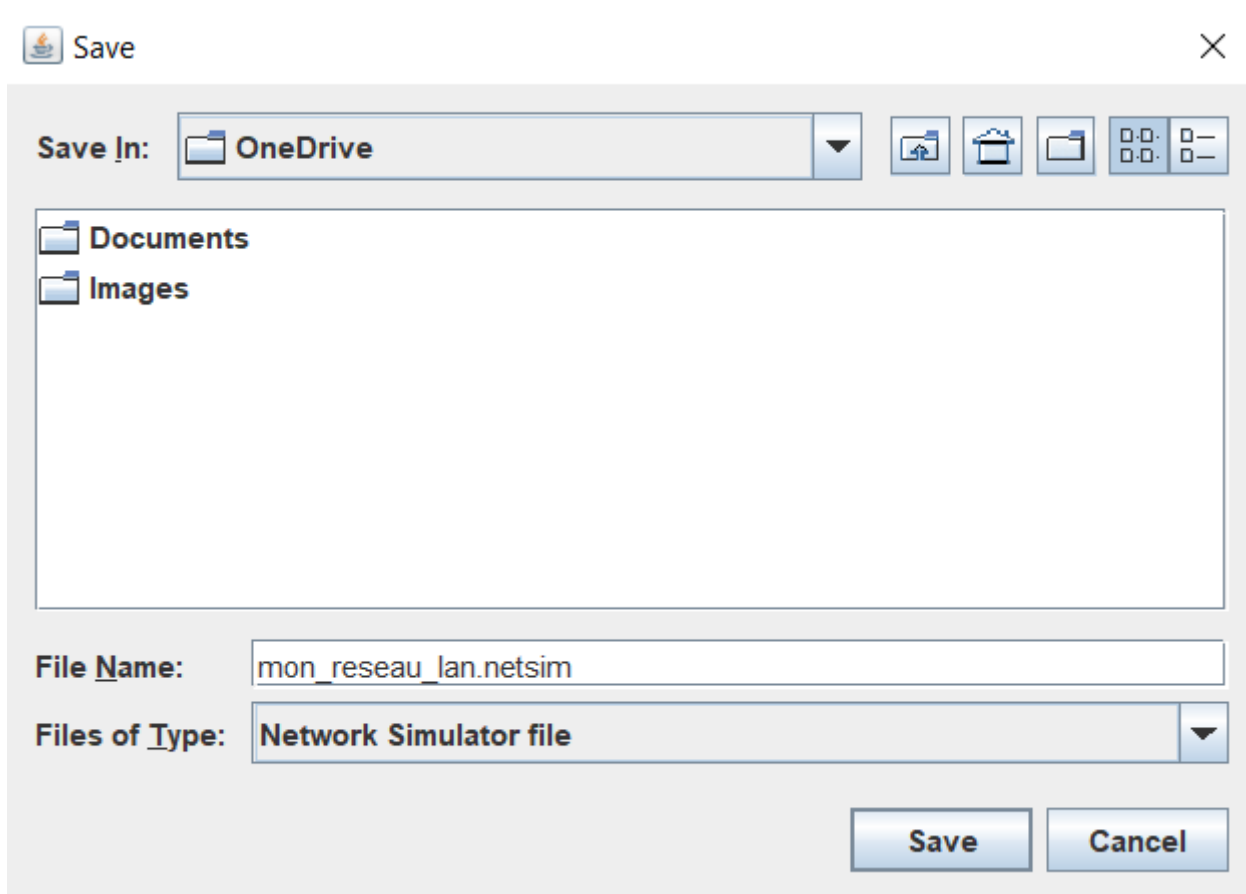 Save
Save In: OneDrive
Documents
Images
File Name: mon_reseau_lan.netsim
Files of Type: Network Simulator file
Save Cancel